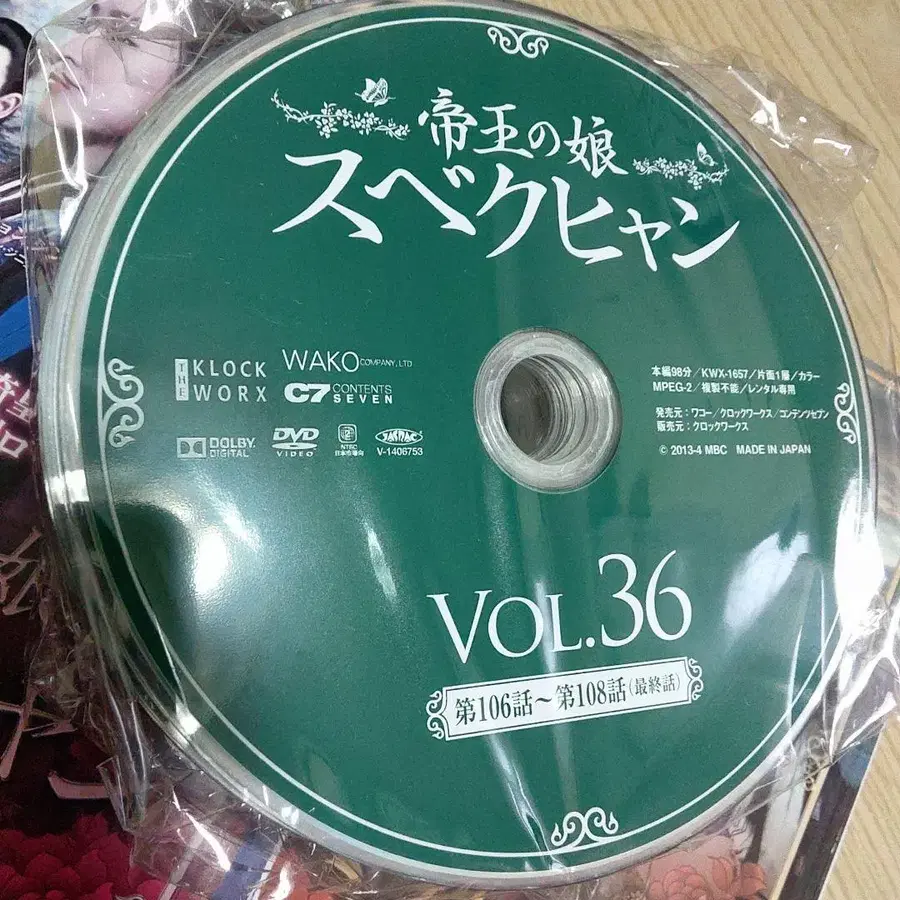 帝王の娘
スベクヒャン
THE KLOCK WORX
WAKO COMPANY, LTD
C7 CONTENTS SEVEN
DOLBY DIGITAL
DVD VIDEO
2 NTSC 日本市場向
V-1406753
本編98分/KWX-1657/片面1層/カラー
MPEG-2/複製不能/レンタル専用
発売元:ワコー/クロックワークス/コンテンツセブン
販売元:クロックワークス
© 2013-4 MBC MADE IN JAPAN
VOL.36
第106話~第108話(最終話)